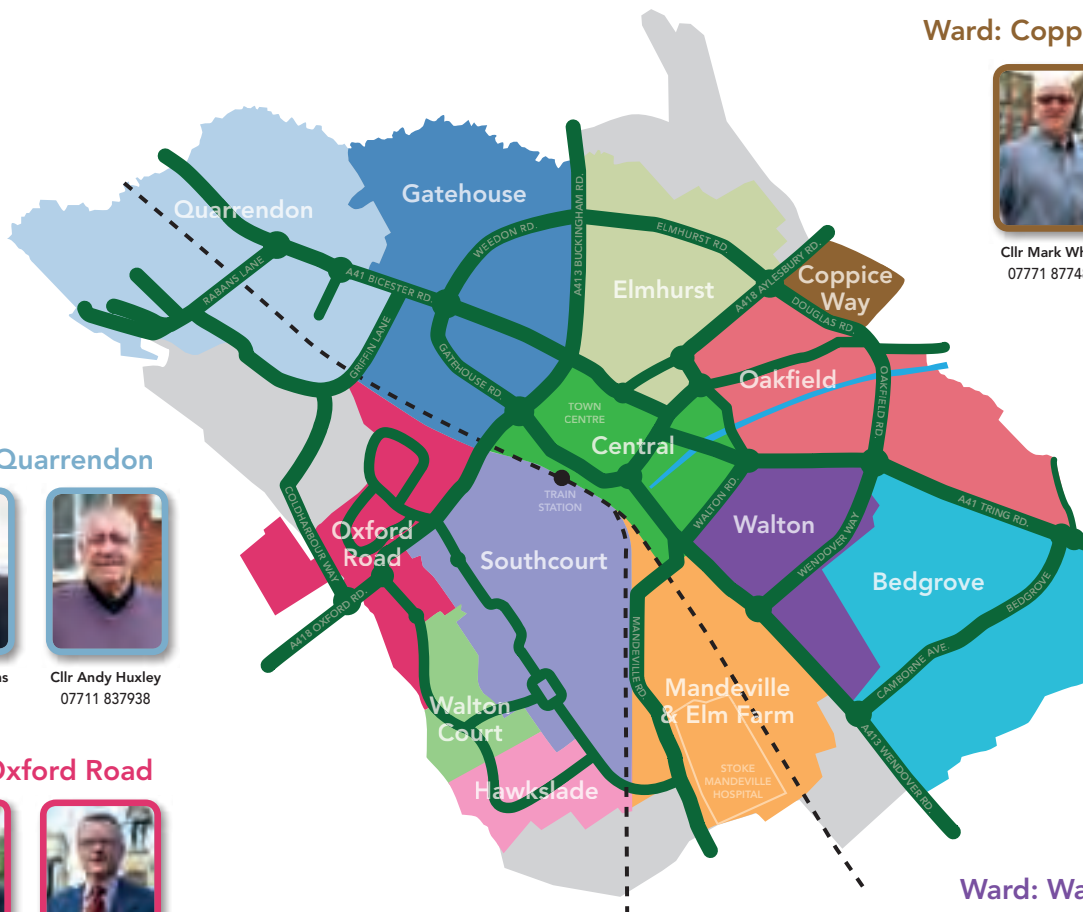 Ward: Copp
Cllr Mark Wh
07771 8774
Quarrendon
Cllr Andy Huxley
07711 837938
Oxford Road
Ward: Wa
Quarrendon
Gatehouse
Elmhurst
Coppice
Way
Oakfield
Central
TOWN
CENTRE
TRAIN
STATION
Oxford
Road
Southcourt
Walton
Bedgrove
Walton
Court
Hawkslade
Mandeville
& Elm Farm
STOKE
MANDEVILLE
HOSPITAL
RABANS LANE
A41 BICESTER RD.
GRIFFIN LANE
WEEDON RD.
GATEHOUSE RD.
A413 BUCKINGHAM RD.
ELMHURST RD
A418 AYLESBURY RD.
DOUGLAS RD
OAKFIELD RD.
A41 TRING RD.
WALTON RD.
WENDOVER WAY
BEDGROVE
CAMBORNE AVE.
A413 WENDOVER RD.
MANDEVILLE RD.
COLDHARBOUR WAY
A418 OXFORD RD.